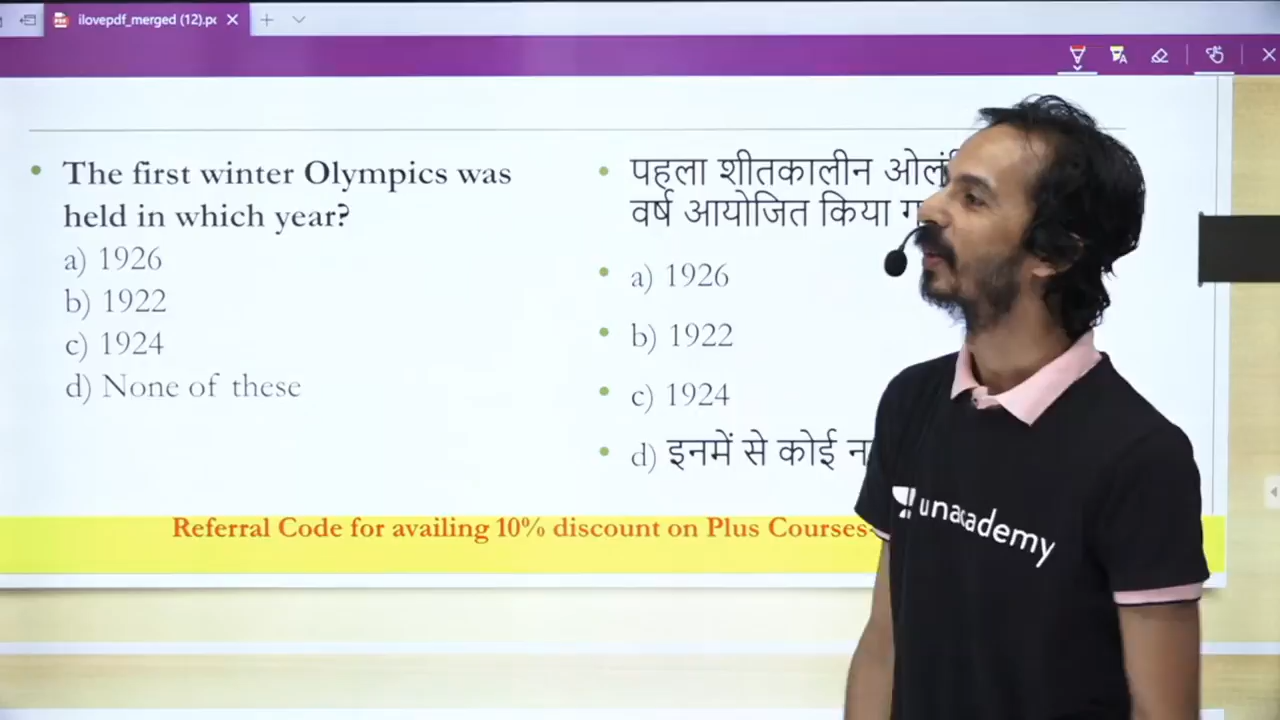 ilovepdf_merged (12).pc
The first winter Olympics was
held in which year?
a) 1926
b) 1922
c) 1924
d) None of these
पहला शीतकालीन
वर्ष आयोजित किया
a) 1926
b) 1922
c) 1924
d) इनमें से कोई
Referral Code for availing 10% discount on Plus Courses-
unacademy